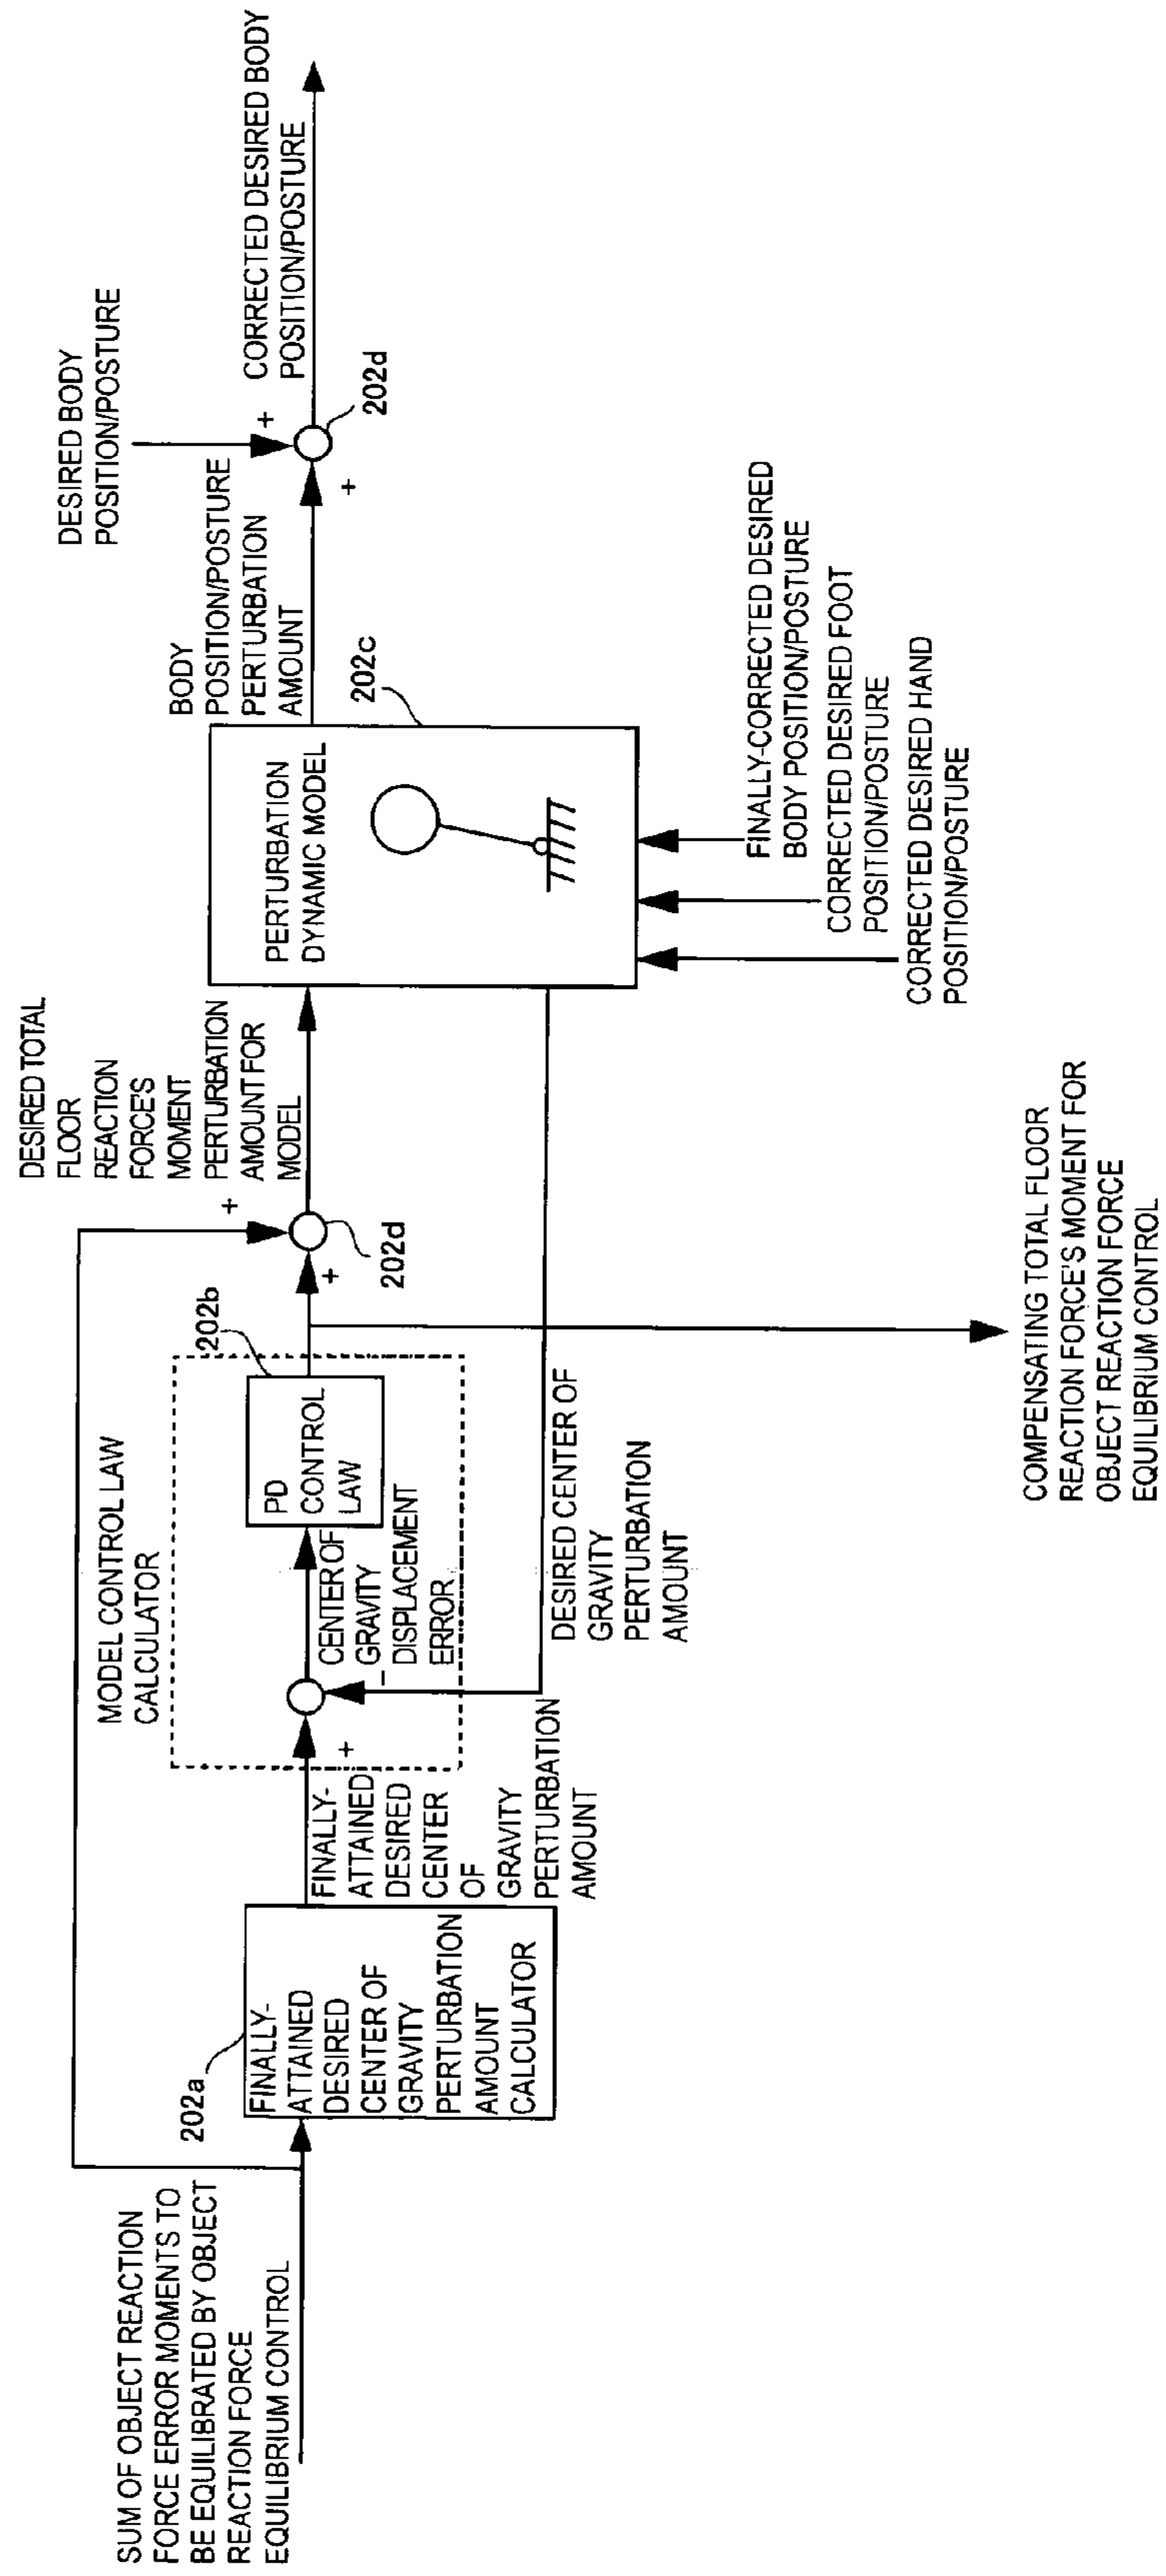 SUM OF OBJECT REACTION
FORCE ERROR MOMENTS TO
BE EQUILIBRATED BY OBJECT
REACTION FORCE
EQUILIBRIUM CONTROL
202a
FINALLY-
ATTAINED
DESIRED
CENTER OF
GRAVITY
PERTURBATION
AMOUNT
CALCULATOR
FINALLY-
ATTAINED
DESIRED
CENTER
OF
GRAVITY
PERTURBATION
AMOUNT
MODEL CONTROL LAW
CALCULATOR
+
−
CENTER OF
GRAVITY
DISPLACEMENT
ERROR
202b
PD
CONTROL
LAW
DESIRED CENTER OF
GRAVITY
PERTURBATION
AMOUNT
+
+
202d
COMPENSATING TOTAL FLOOR
REACTION FORCE'S MOMENT FOR
OBJECT REACTION FORCE
EQUILIBRIUM CONTROL
DESIRED TOTAL
FLOOR
REACTION
FORCE'S
MOMENT
PERTURBATION
AMOUNT FOR
MODEL
PERTURBATION
DYNAMIC MODEL
202c
FINALLY-CORRECTED DESIRED
BODY POSITION/POSTURE
CORRECTED DESIRED FOOT
POSITION/POSTURE
CORRECTED DESIRED HAND
POSITION/POSTURE
BODY
POSITION/POSTURE
PERTURBATION
AMOUNT
DESIRED BODY
POSITION/POSTURE
+
+
202d
CORRECTED DESIRED BODY
POSITION/POSTURE